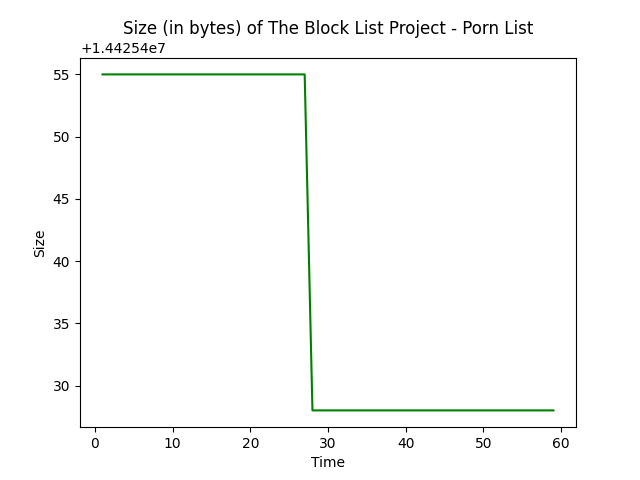 Size (in bytes) of The Block List Project - Porn List
+1.44254e7
55
50
45
40
35
30
Size
0 10 20 30 40 50 60
Time